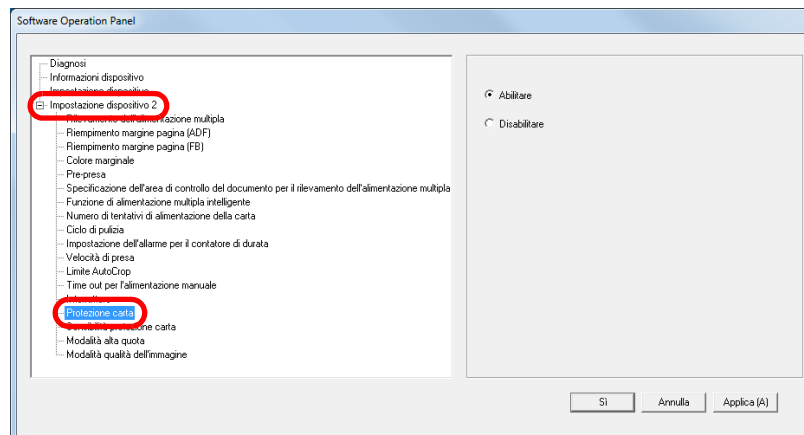 Software Operation Panel
Diagnosi
Informazioni dispositivo
Impostazione dispositivo
Impostazione dispositivo 2
Rilevamento dell'alimentazione multipla
Riempimento margine pagina (ADF)
Riempimento margine pagina (FB)
Colore marginale
Pre-presa
Specificazione dell'area di controllo del documento per il rilevamento dell'alimentazione multipla
Funzione di alimentazione multipla intelligente
Numero di tentativi di alimentazione della carta
Ciclo di pulizia
Impostazione dell'allarme per il contatore di durata
Velocità di presa
Limite AutoCrop
Time out per l'alimentazione manuale
Protezione carta
Sensibilità protezione carta
Modalità alta quota
Modalità qualità dell'immagine
Abilitare
Disabilitare
Sì
Annulla
Applica (A)